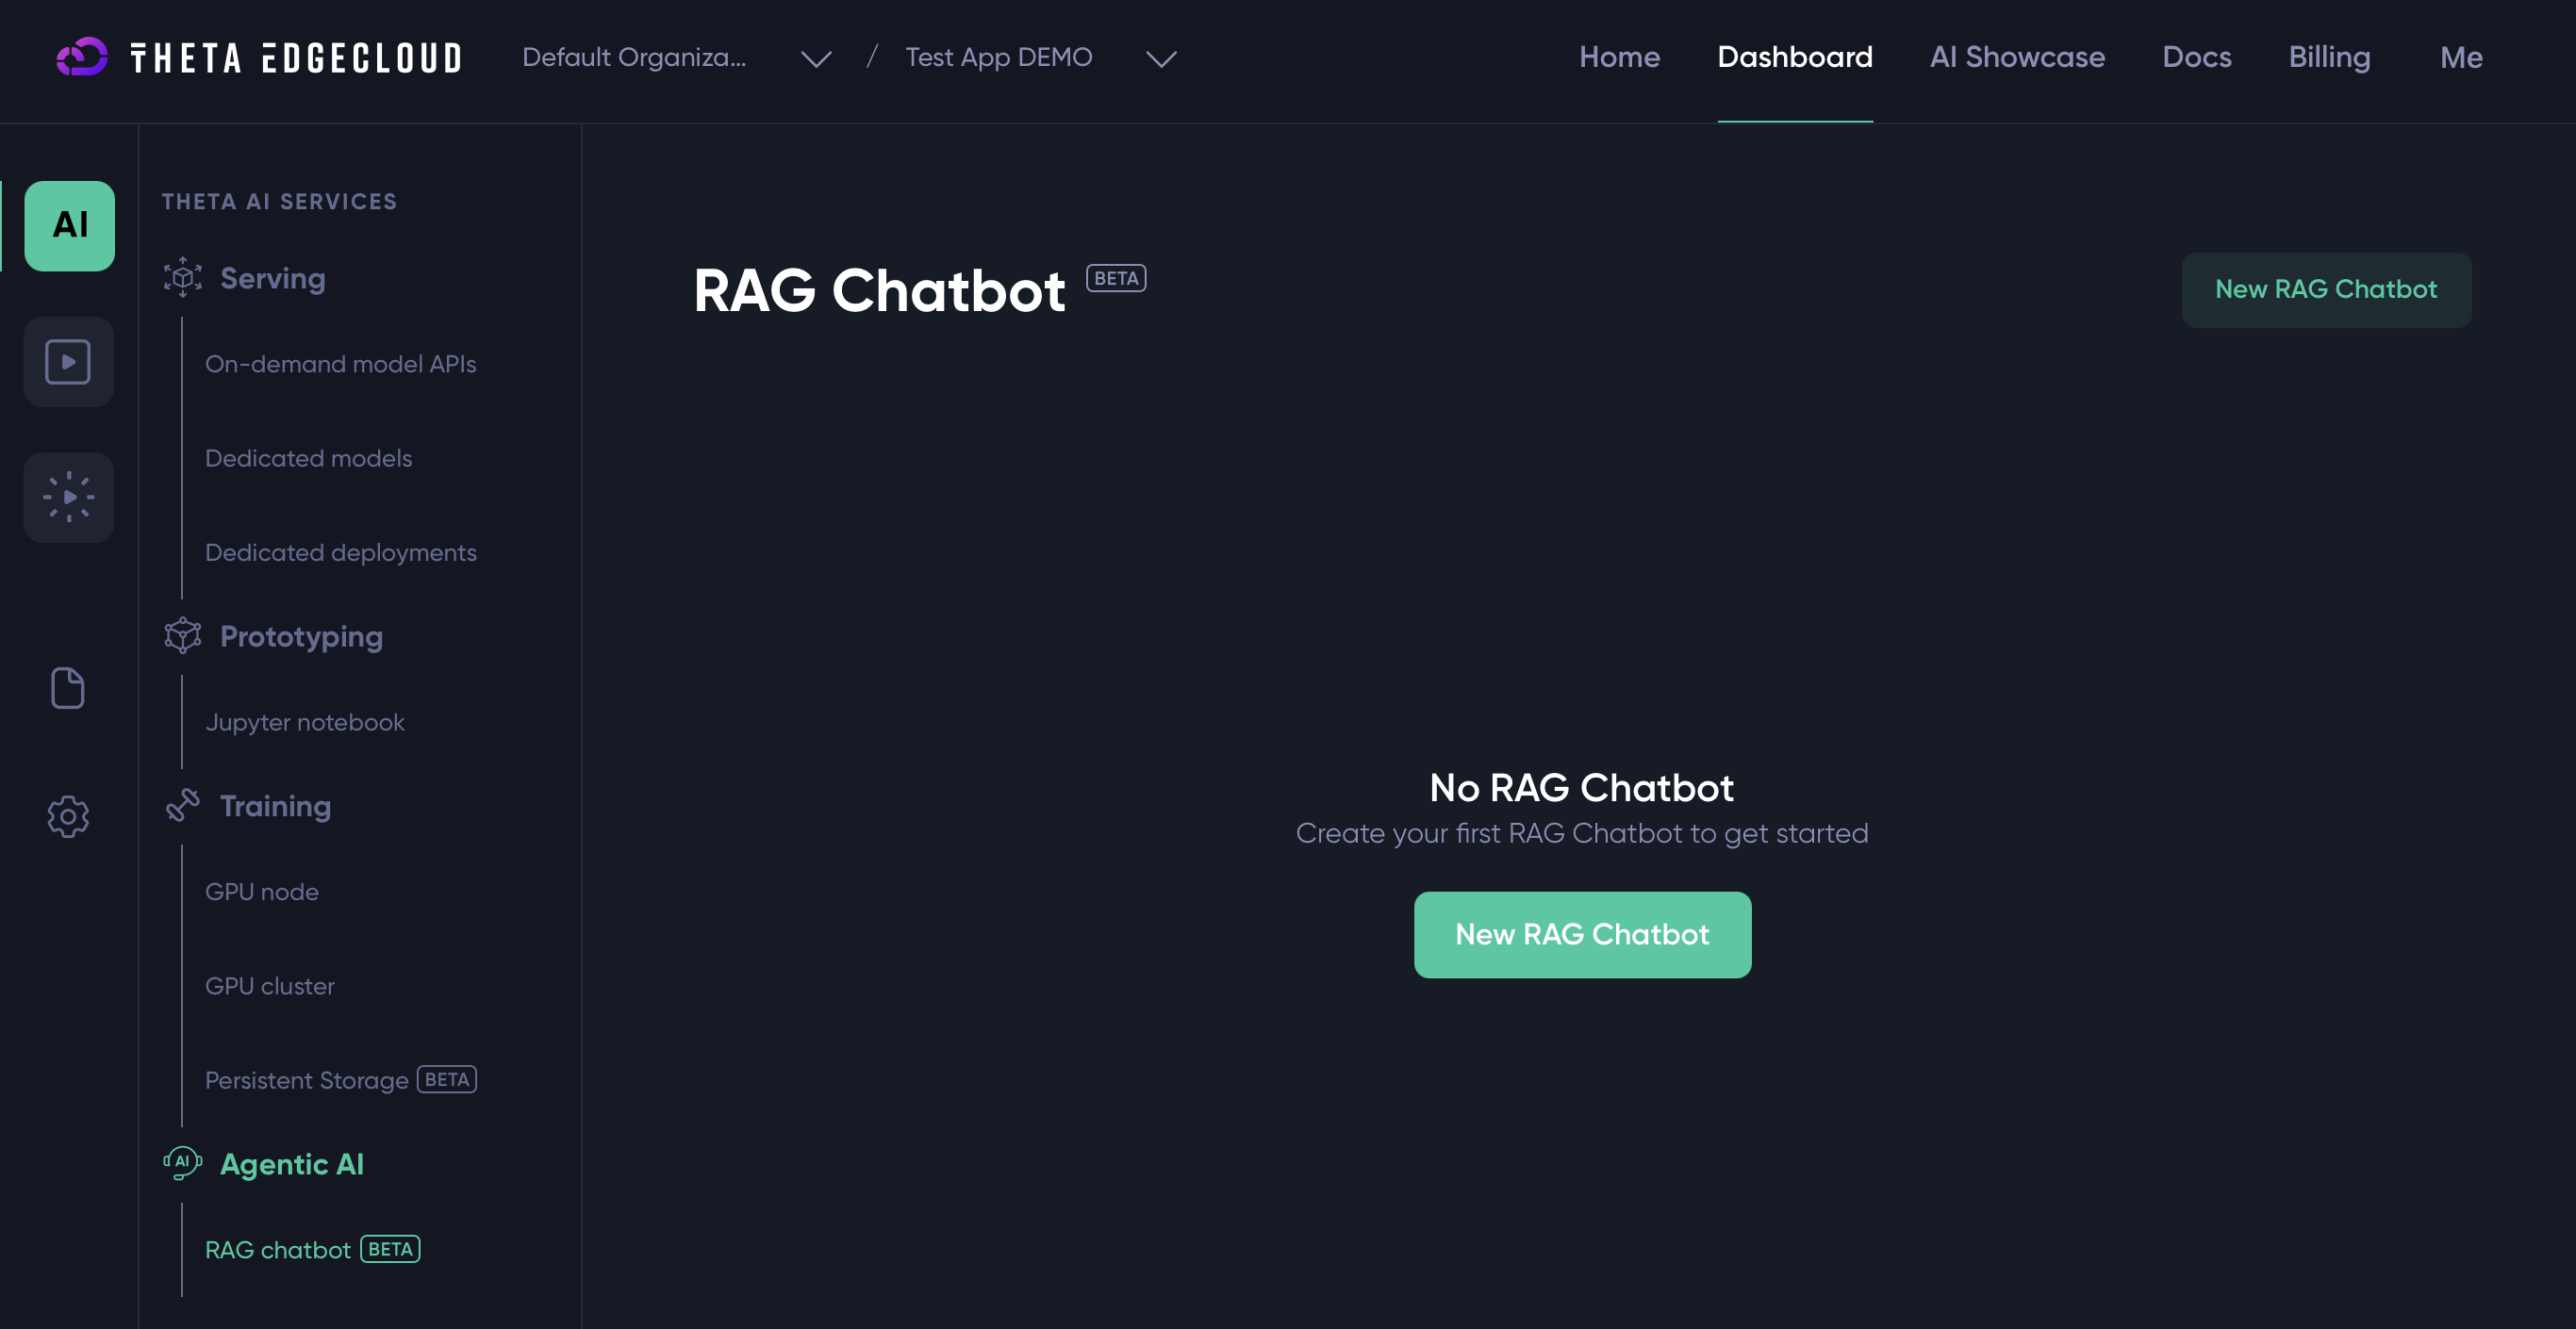 THETA EDGECLOUD
Default Organiza... / Test App DEMO
Home Dashboard AI Showcase Docs Billing Me
AI
THETA AI SERVICES
Serving
On-demand model APIs
Dedicated models
Dedicated deployments
Prototyping
Jupyter notebook
Training
GPU node
GPU cluster
Persistent Storage BETA
AI Agentic AI
RAG chatbot BETA
RAG Chatbot BETA
New RAG Chatbot
No RAG Chatbot
Create your first RAG Chatbot to get started
New RAG Chatbot